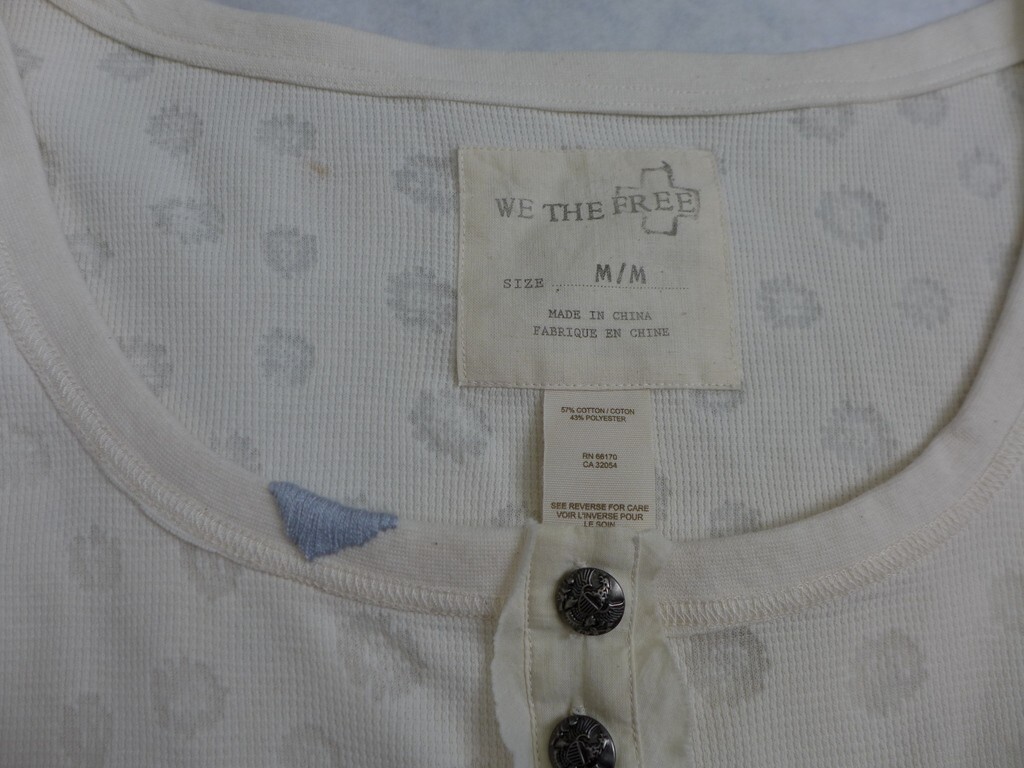 WE THE FREE
SIZE M/M
MADE IN CHINA
FABRIQUE EN CHINE
57% COTTON / COTON
43% POLYESTER
RN 66170
CA 32054
SEE REVERSE FOR CARE
VOIR L'INVERSE POUR
LE SOIN